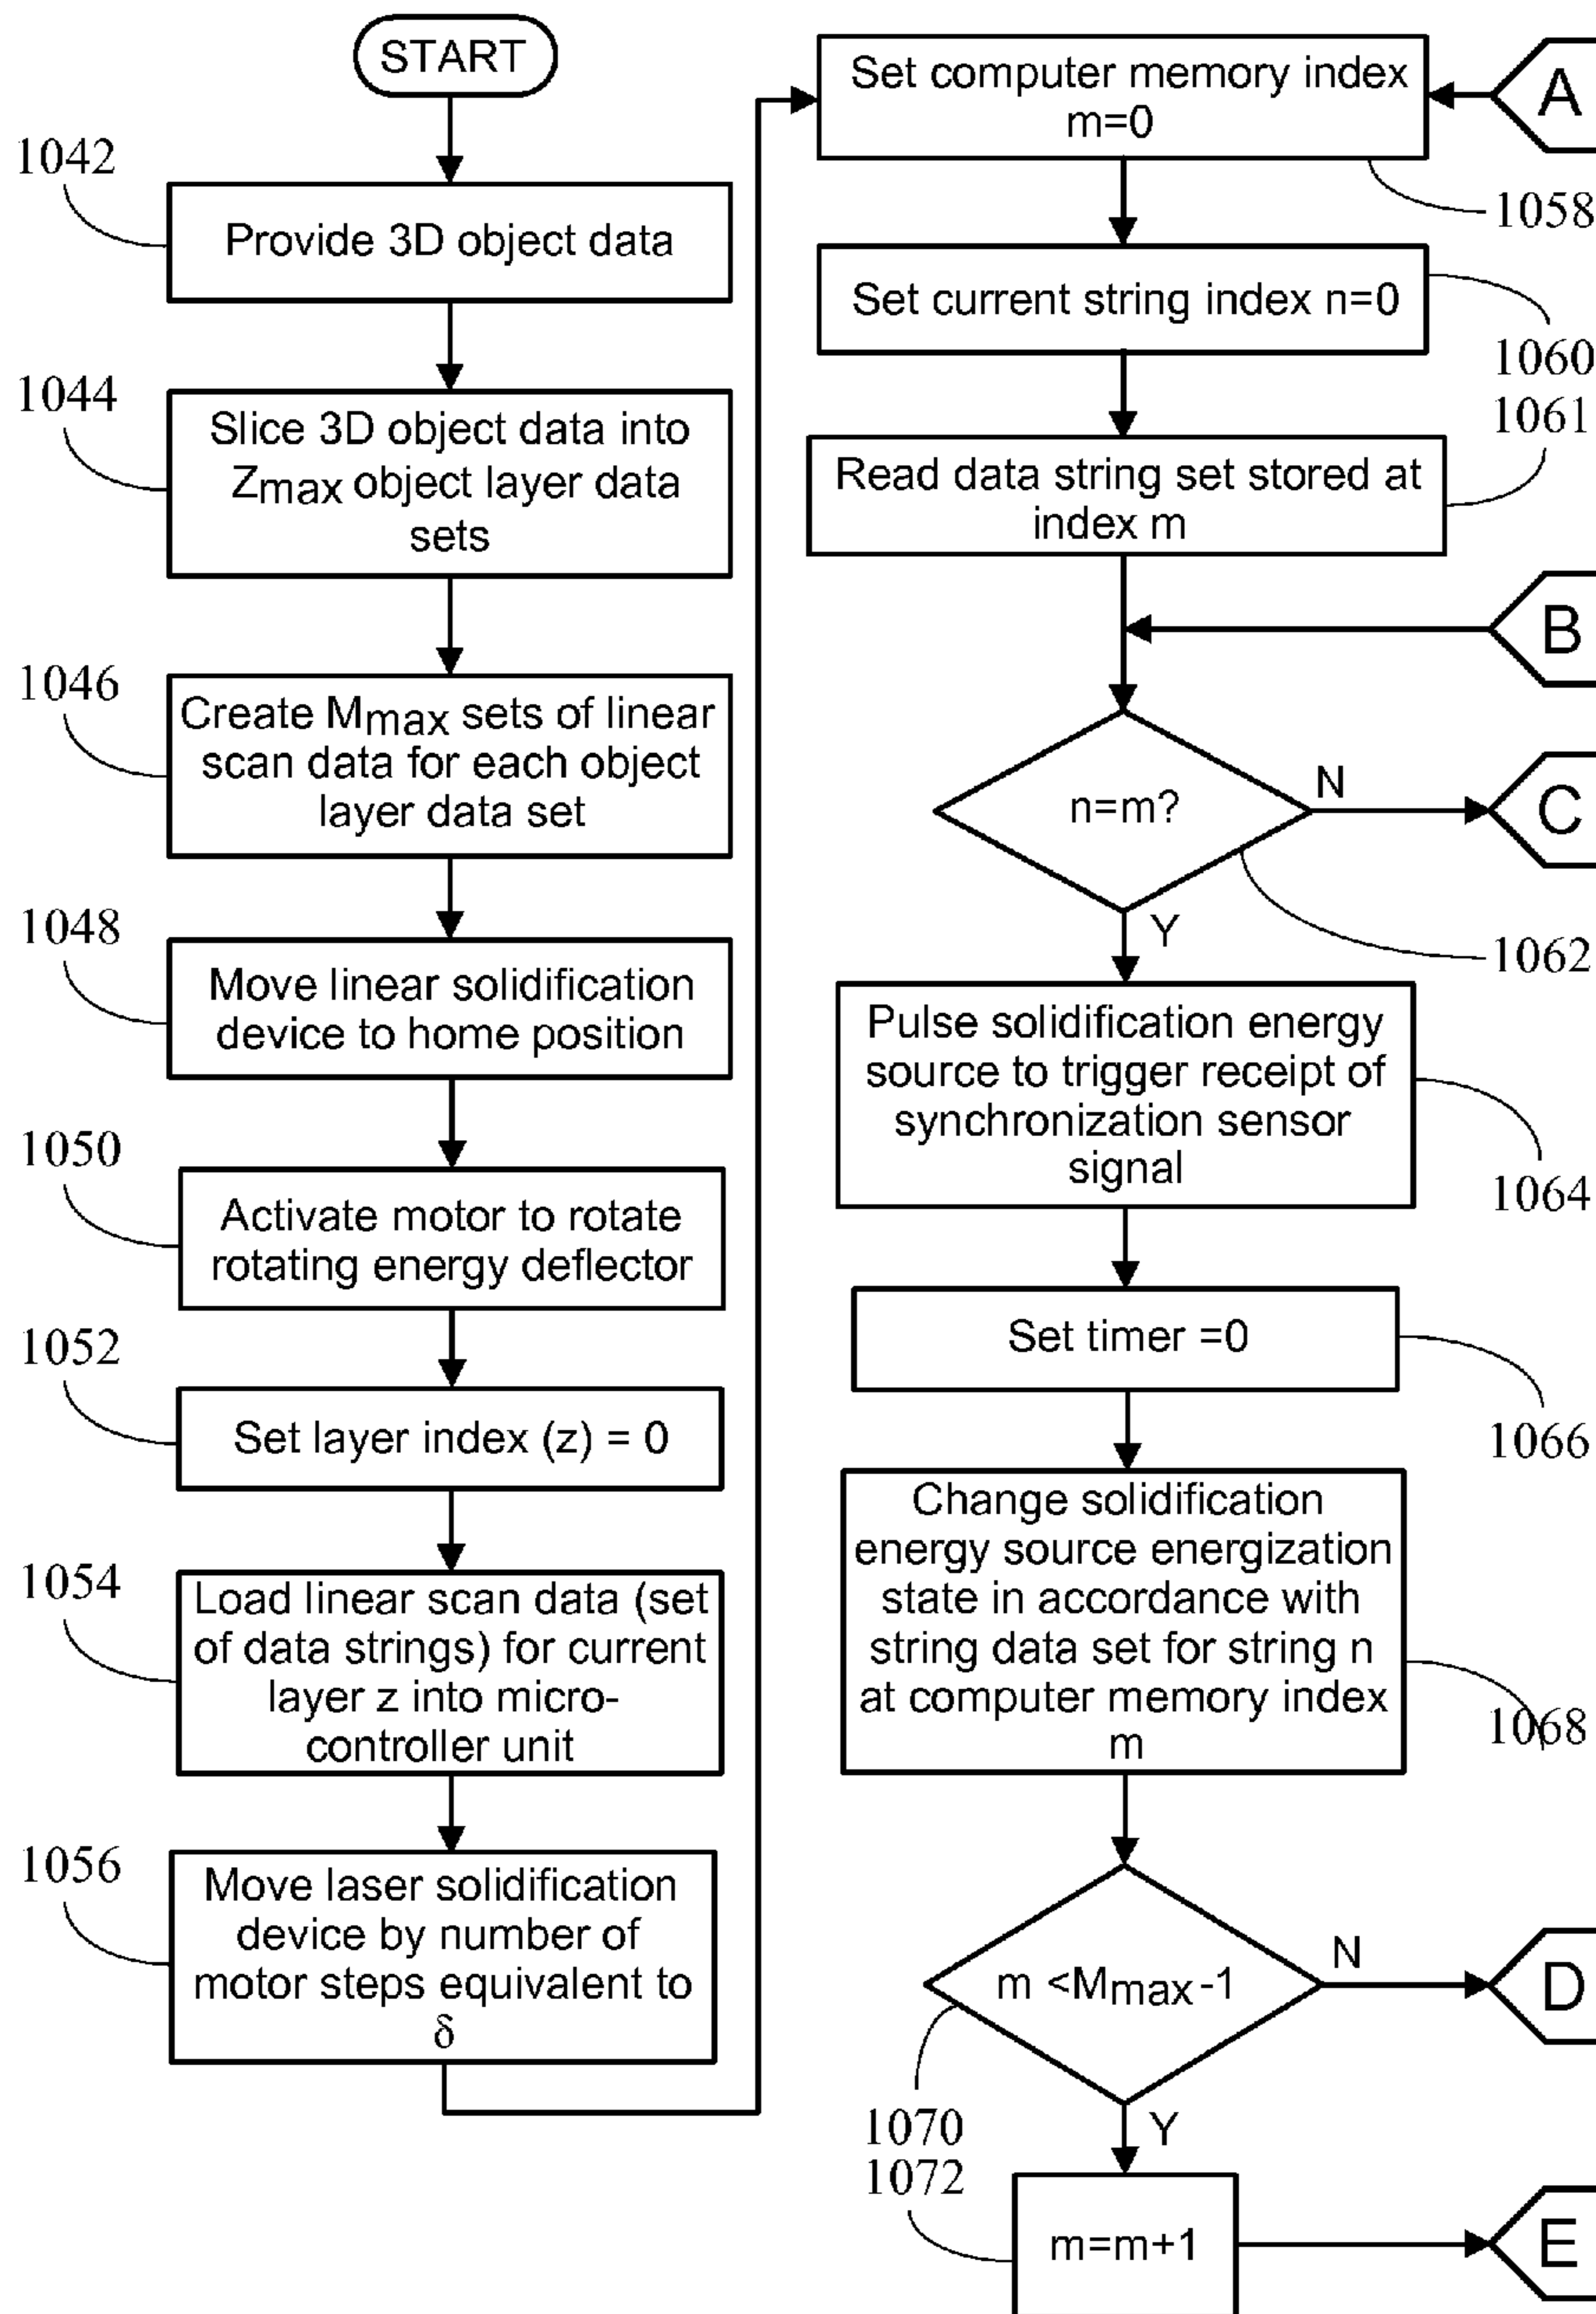 START
1042
Provide 3D object data
1044
Slice 3D object data into
Zmax object layer data
sets
1046
Create Mmax sets of linear
scan data for each object
layer data set
1048
Move linear solidification
device to home position
1050
Activate motor to rotate
rotating energy deflector
1052
Set layer index (z) = 0
1054
Load linear scan data (set
of data strings) for current
layer z into micro-
controller unit
1056
Move laser solidification
device by number of
motor steps equivalent to
δ
Set computer memory index
m=0
A
1058
Set current string index n=0
1060
1061
Read data string set stored at
index m
B
n=m?
N
C
Y
1062
Pulse solidification energy
source to trigger receipt of
synchronization sensor
signal
1064
Set timer =0
1066
Change solidification
energy source energization
state in accordance with
string data set for string n
at computer memory index
m
1068
m <Mmax-1
N
D
1070
Y
1072
m=m+1
E